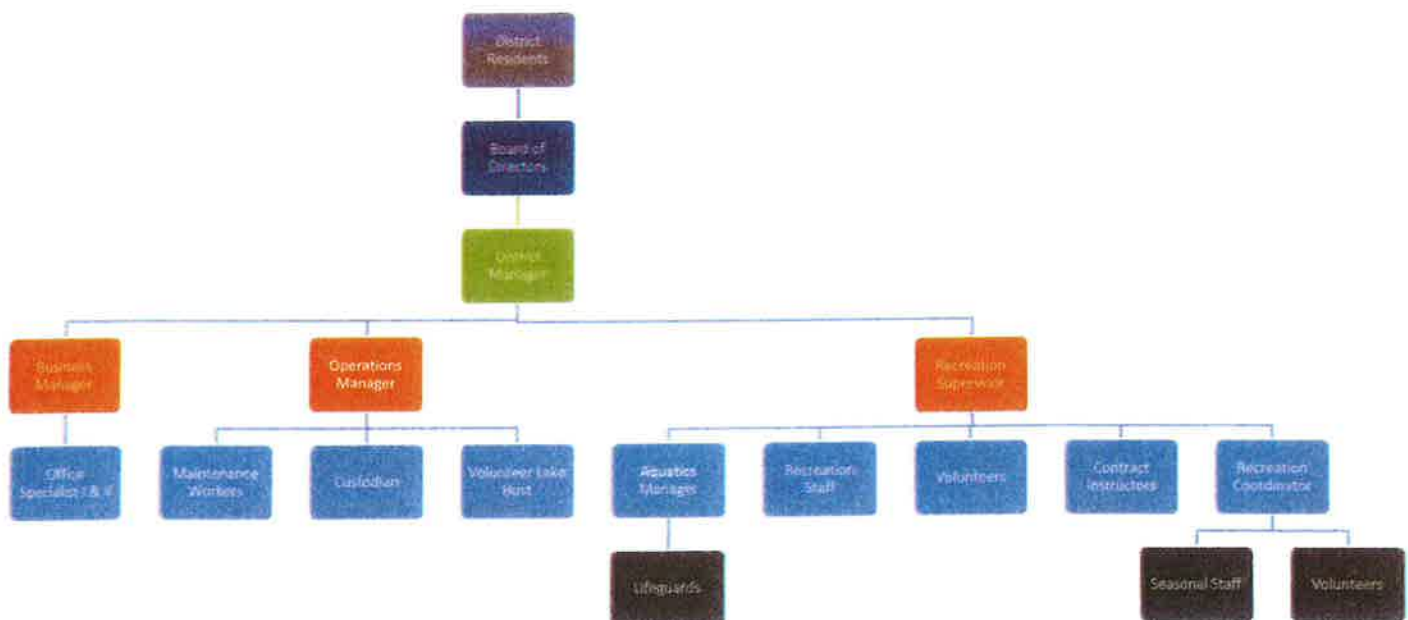 District
Residents
Board of
Directors
District
Manager
Business
Manager
Operations
Manager
Recreation
Supervisor
Office
Specialist I &
Maintenance
Workers
Custodian
Volunteer Lake
Host
Aquatics
Manager
Recreation
Staff
Volunteers
Contract
Instructors
Recreation
Coordinator
Lifeguards
Seasonal Staff
Volunteers